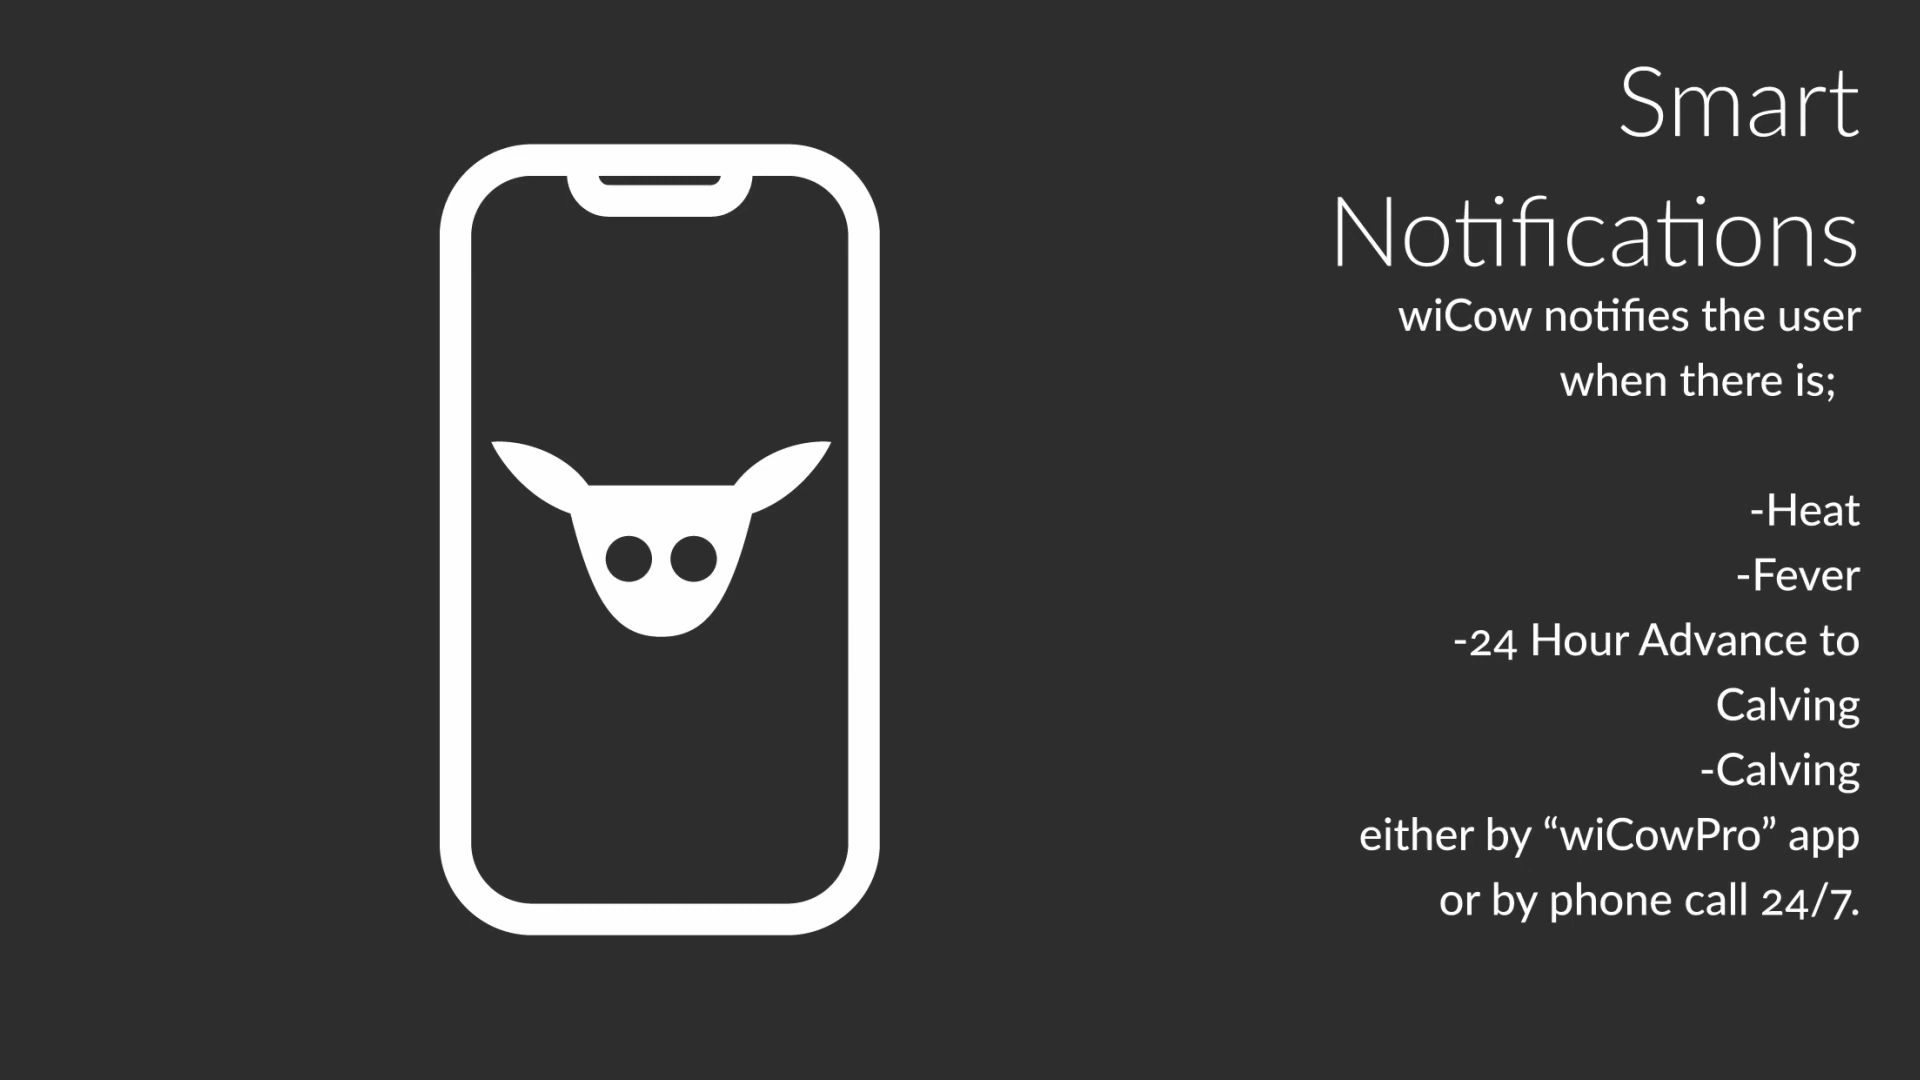 Smart
Notifications
wiCow notifies the user
when there is;
-Heat
-Fever
-24 Hour Advance to
Calving
-Calving
either by “wiCowPro” app
or by phone call 24/7.